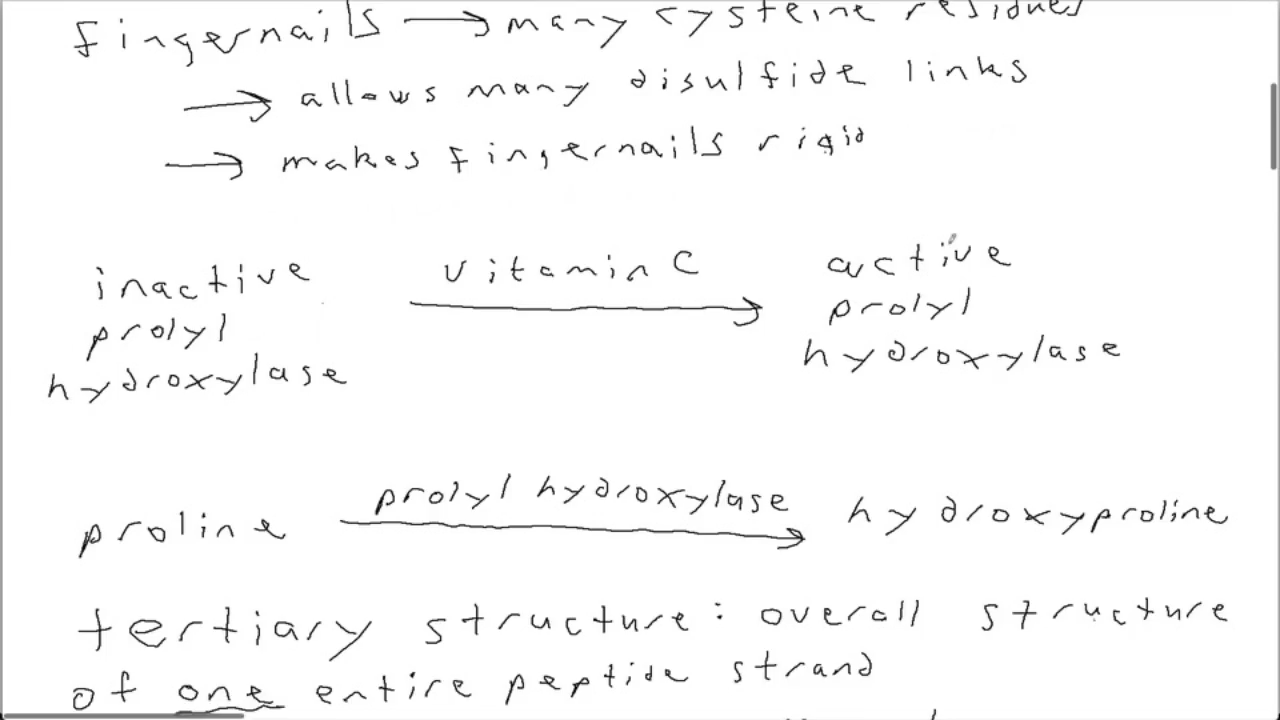 fingernails → many cysteine residues
→ allows many disulfide links
→ makes fingernails rigid
inactive prolyl hydroxylase
vitamin C →
active prolyl hydroxylase
proline
prolyl hydroxylase →
hydroxyproline
tertiary structure: overall structure
of one entire peptide strand